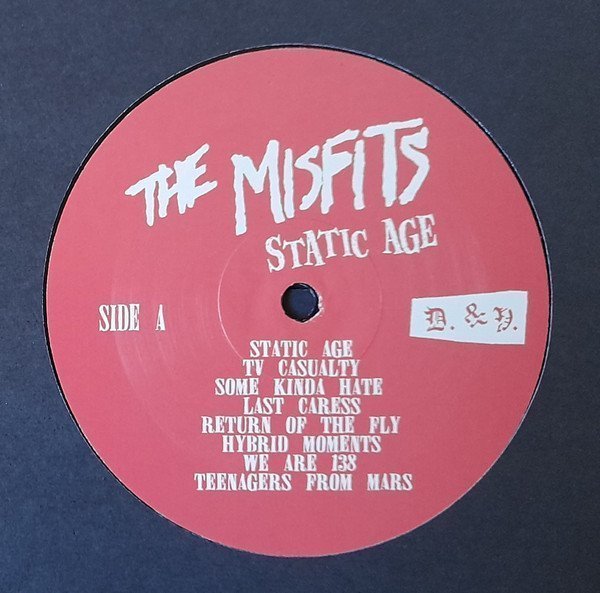 THE MISFITS
STATIC AGE
SIDE A
D. & H.
STATIC AGE
TV CASUALTY
SOME KINDA HATE
LAST CARESS
RETURN OF THE FLY
HYBRID MOMENTS
WE ARE 138
TEENAGERS FROM MARS